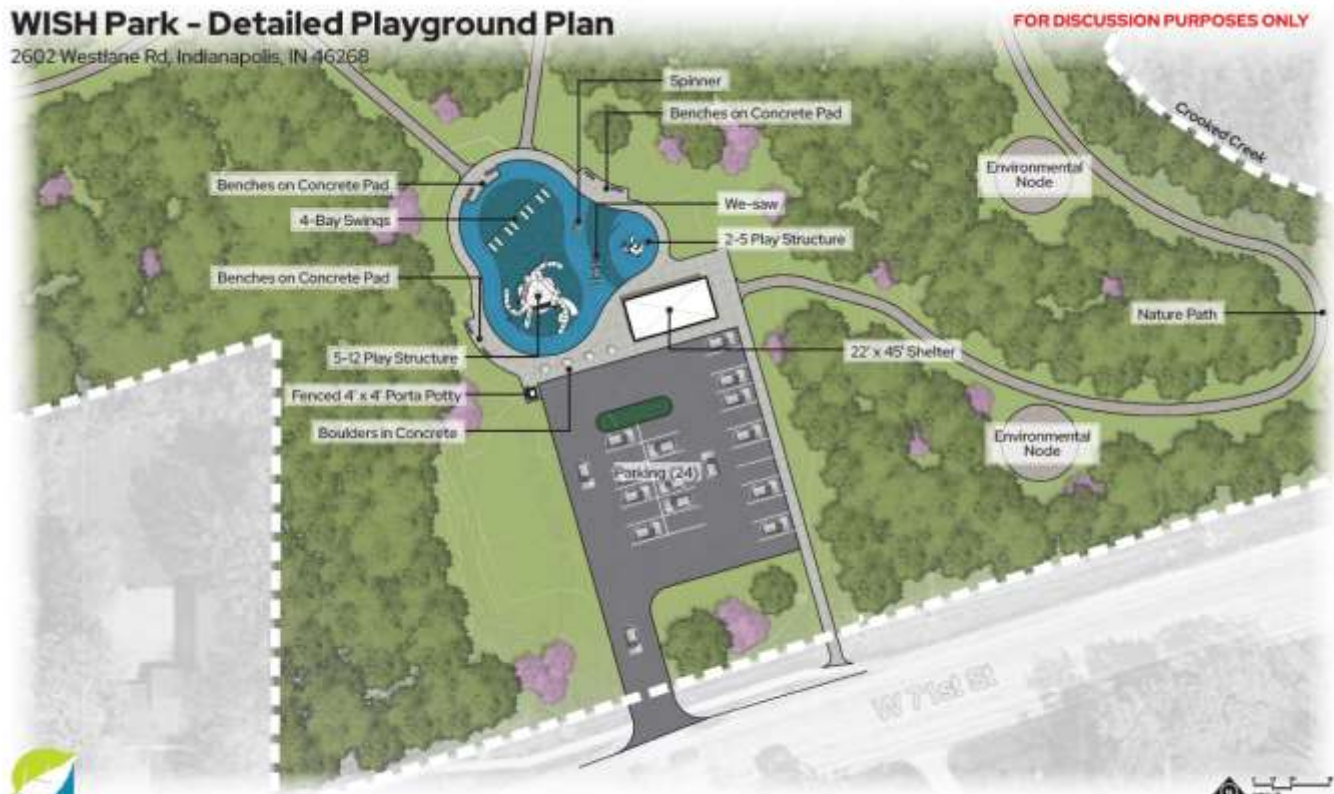 WISH Park - Detailed Playground Plan
FOR DISCUSSION PURPOSES ONLY
2602 Westlane Rd, Indianapolis, IN 46268
Spinner
Benches on Concrete Pad
Crooked Creek
Environmental
Node
Benches on Concrete Pad
We-saw
4-Bay Swings
2-5 Play Structure
Benches on Concrete Pad
Nature Path
5-12 Play Structure
22' x 45' Shelter
Fenced 4' x 4' Porta Potty
Boulders in Concrete
Environmental
Node
Parking (24)
W 71st St